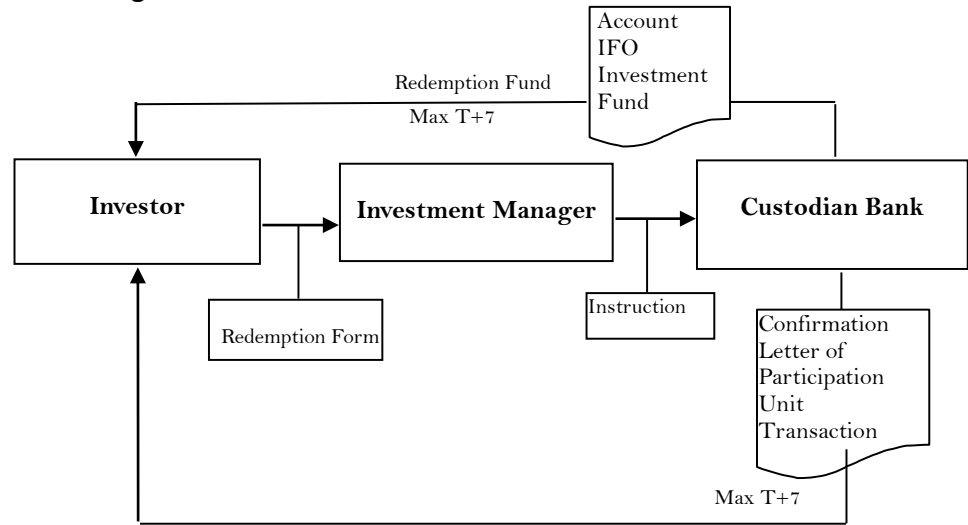 Account
IFO
Investment
Fund
Redemption Fund
Max T+7
Investor
Investment Manager
Custodian Bank
Redemption Form
Instruction
Confirmation
Letter of
Participation
Unit
Transaction
Max T+7